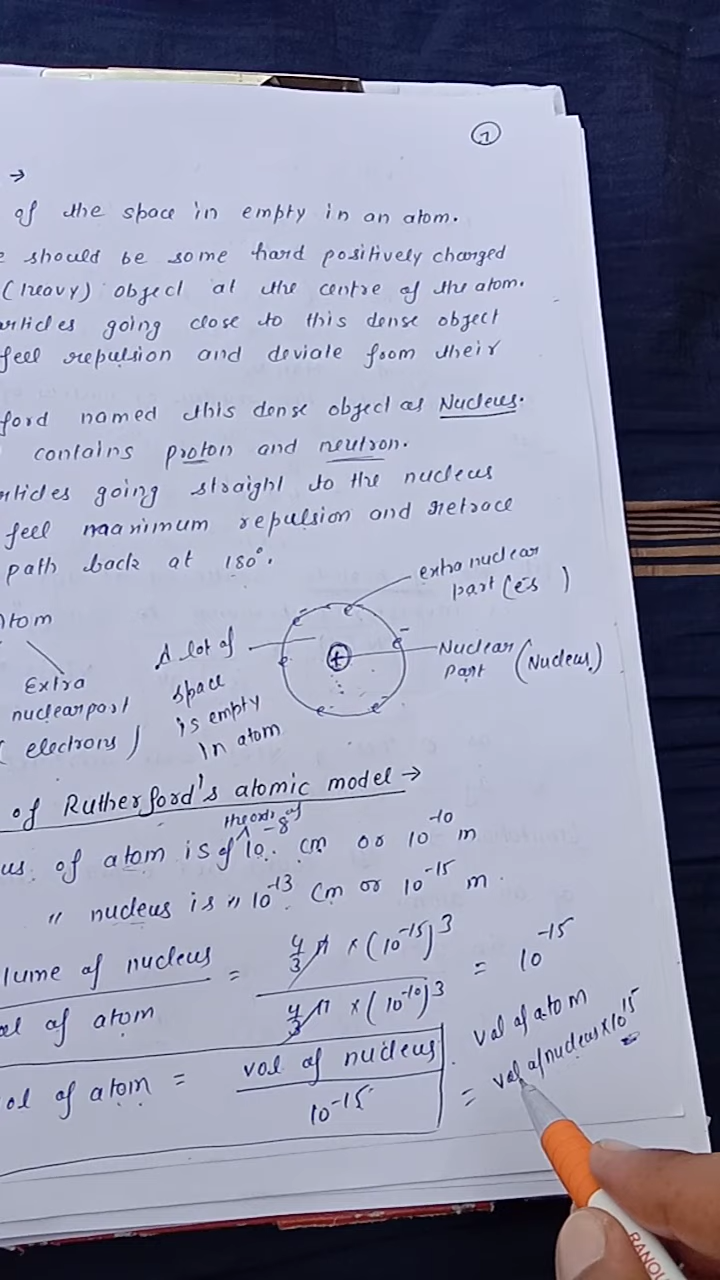 7
→
of the space in empty in an atom.
should be some hard positively charged
(heavy) object at the centre of the atom.
articles going close to this dense object
feel repulsion and deviate foom their
ford named this dense object as Nucleus.
contains proton and neutron.
articles going straight to the nucleus
feel maximum repulsion and retrace
path back at 180°.
atom
Extra
nuclear part
(electrons)
A lot of
space
is empty
in atom
extra nuclear
part (e⁻s)
Nuclear
part (Nucleus.)
e⁻ e⁻ e⁻ e⁻ e⁻ e⁻
+
of Rutherford's atomic model →
us of atom is of the order of 10⁻⁸ cm or 10⁻¹⁰ m
" nucleus is " 10⁻¹³ cm or 10⁻¹⁵ m.
lume of nucleus / ol of atom = 4/3 π × (10⁻¹⁵)³ / 4/3 π × (10⁻¹⁰)³ = 10⁻¹⁵
ol of atom = vol of nucleus / 10⁻¹⁵ .
vol of atom
= vol of nucleus × 10¹⁵
RANOL